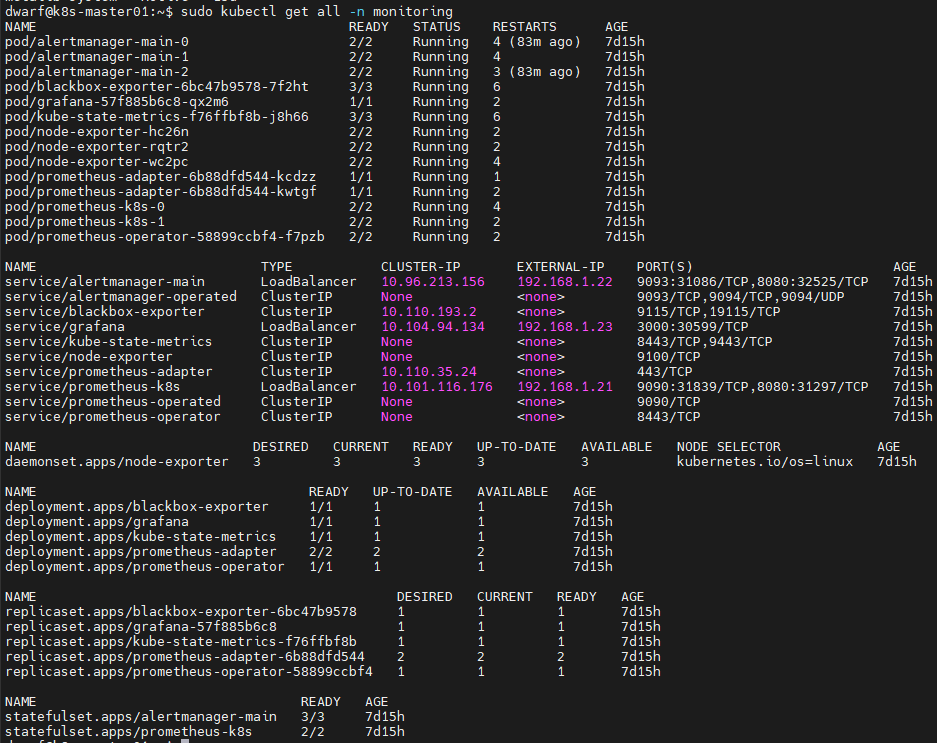 dwarf@k8s-master01:~$ sudo kubectl get all -n monitoring
NAME READY STATUS RESTARTS AGE
pod/alertmanager-main-0 2/2 Running 4 (83m ago) 7d15h
pod/alertmanager-main-1 2/2 Running 4 7d15h
pod/alertmanager-main-2 2/2 Running 3 (83m ago) 7d15h
pod/blackbox-exporter-6bc47b9578-7f2ht 3/3 Running 6 7d15h
pod/grafana-57f885b6c8-qx2m6 1/1 Running 2 7d15h
pod/kube-state-metrics-f76ffbf8b-j8h66 3/3 Running 6 7d15h
pod/node-exporter-hc26n 2/2 Running 2 7d15h
pod/node-exporter-rqtr2 2/2 Running 2 7d15h
pod/node-exporter-wc2pc 2/2 Running 4 7d15h
pod/prometheus-adapter-6b88dfd544-kcdzz 1/1 Running 1 7d15h
pod/prometheus-adapter-6b88dfd544-kwtgf 1/1 Running 2 7d15h
pod/prometheus-k8s-0 2/2 Running 4 7d15h
pod/prometheus-k8s-1 2/2 Running 2 7d15h
pod/prometheus-operator-58899ccbf4-f7pzb 2/2 Running 2 7d15h
NAME TYPE CLUSTER-IP EXTERNAL-IP PORT(S) AGE
service/alertmanager-main LoadBalancer 10.96.213.156 192.168.1.22 9093:31086/TCP,8080:32525/TCP 7d15h
service/alertmanager-operated ClusterIP None <none> 9093/TCP,9094/TCP,9094/UDP 7d15h
service/blackbox-exporter ClusterIP 10.110.193.2 <none> 9115/TCP,19115/TCP 7d15h
service/grafana LoadBalancer 10.104.94.134 192.168.1.23 3000:30599/TCP 7d15h
service/kube-state-metrics ClusterIP None <none> 8443/TCP,9443/TCP 7d15h
service/node-exporter ClusterIP None <none> 9100/TCP 7d15h
service/prometheus-adapter ClusterIP 10.110.35.24 <none> 443/TCP 7d15h
service/prometheus-k8s LoadBalancer 10.101.116.176 192.168.1.21 9090:31839/TCP,8080:31297/TCP 7d15h
service/prometheus-operated ClusterIP None <none> 9090/TCP 7d15h
service/prometheus-operator ClusterIP None <none> 8443/TCP 7d15h
NAME DESIRED CURRENT READY UP-TO-DATE AVAILABLE NODE SELECTOR AGE
daemonset.apps/node-exporter 3 3 3 3 3 kubernetes.io/os=linux 7d15h
NAME READY UP-TO-DATE AVAILABLE AGE
deployment.apps/blackbox-exporter 1/1 1 1 7d15h
deployment.apps/grafana 1/1 1 1 7d15h
deployment.apps/kube-state-metrics 1/1 1 1 7d15h
deployment.apps/prometheus-adapter 2/2 2 2 7d15h
deployment.apps/prometheus-operator 1/1 1 1 7d15h
NAME DESIRED CURRENT READY AGE
replicaset.apps/blackbox-exporter-6bc47b9578 1 1 1 7d15h
replicaset.apps/grafana-57f885b6c8 1 1 1 7d15h
replicaset.apps/kube-state-metrics-f76ffbf8b 1 1 1 7d15h
replicaset.apps/prometheus-adapter-6b88dfd544 2 2 2 7d15h
replicaset.apps/prometheus-operator-58899ccbf4 1 1 1 7d15h
NAME READY AGE
statefulset.apps/alertmanager-main 3/3 7d15h
statefulset.apps/prometheus-k8s 2/2 7d15h